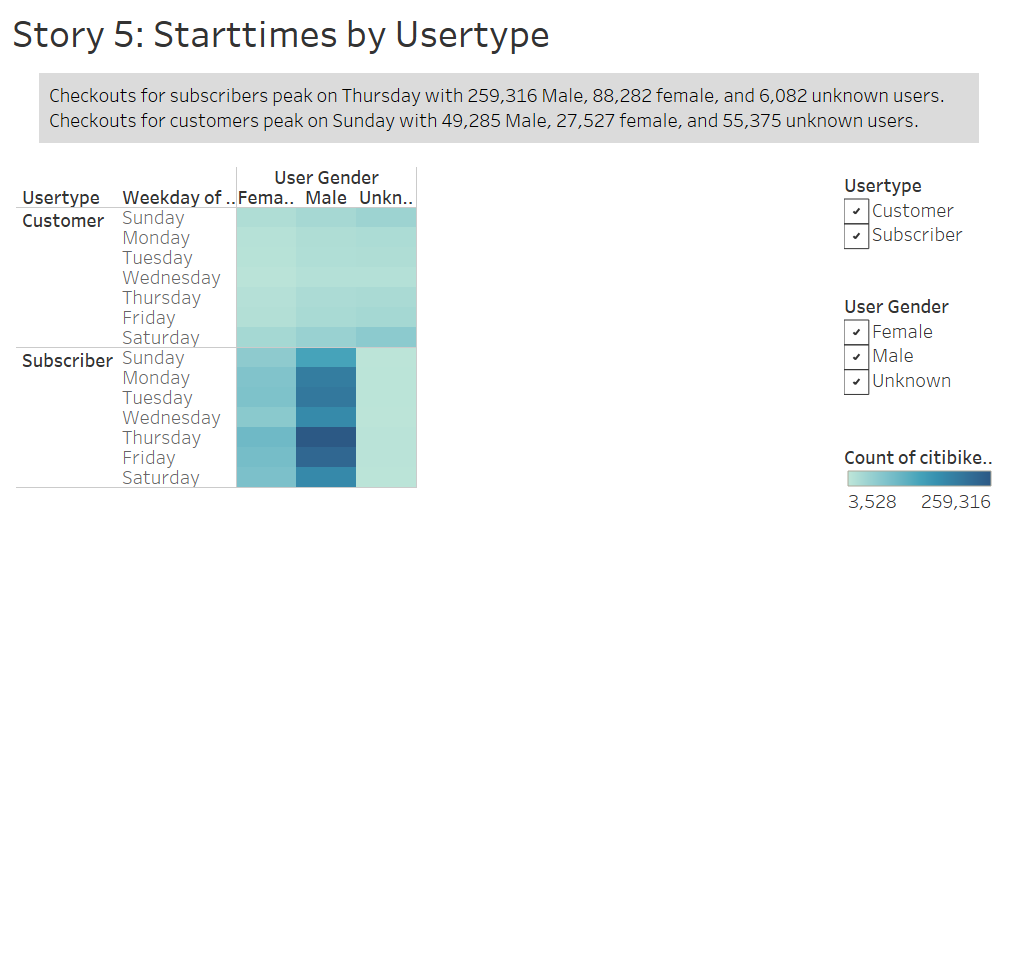 Story 5: Starttimes by Usertype
Checkouts for subscribers peak on Thursday with 259,316 Male, 88,282 female, and 6,082 unknown users.
Checkouts for customers peak on Sunday with 49,285 Male, 27,527 female, and 55,375 unknown users.
User Gender
Usertype Weekday of .. Fema.. Male Unkn..
Customer Sunday
Monday
Tuesday
Wednesday
Thursday
Friday
Saturday
Subscriber Sunday
Monday
Tuesday
Wednesday
Thursday
Friday
Saturday
Usertype
Customer
Subscriber
User Gender
Female
Male
Unknown
Count of citibike..
3,528 259,316